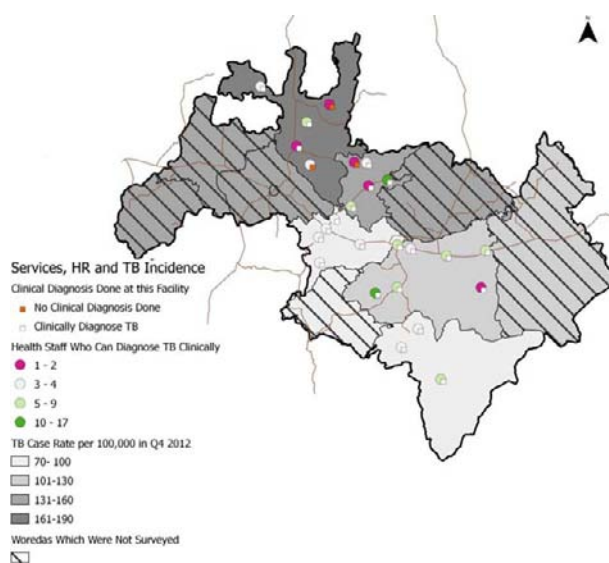 N
Services, HR and TB Incidence
Clinical Diagnosis Done at this Facility
No Clinical Diagnosis Done
Clinically Diagnose TB
Health Staff Who Can Diagnose TB Clinically
1 - 2
3 - 4
5 - 9
10 - 17
TB Case Rate per 100,000 in Q4 2012
70- 100
101-130
131-160
161-190
Woredas Which Were Not Surveyed